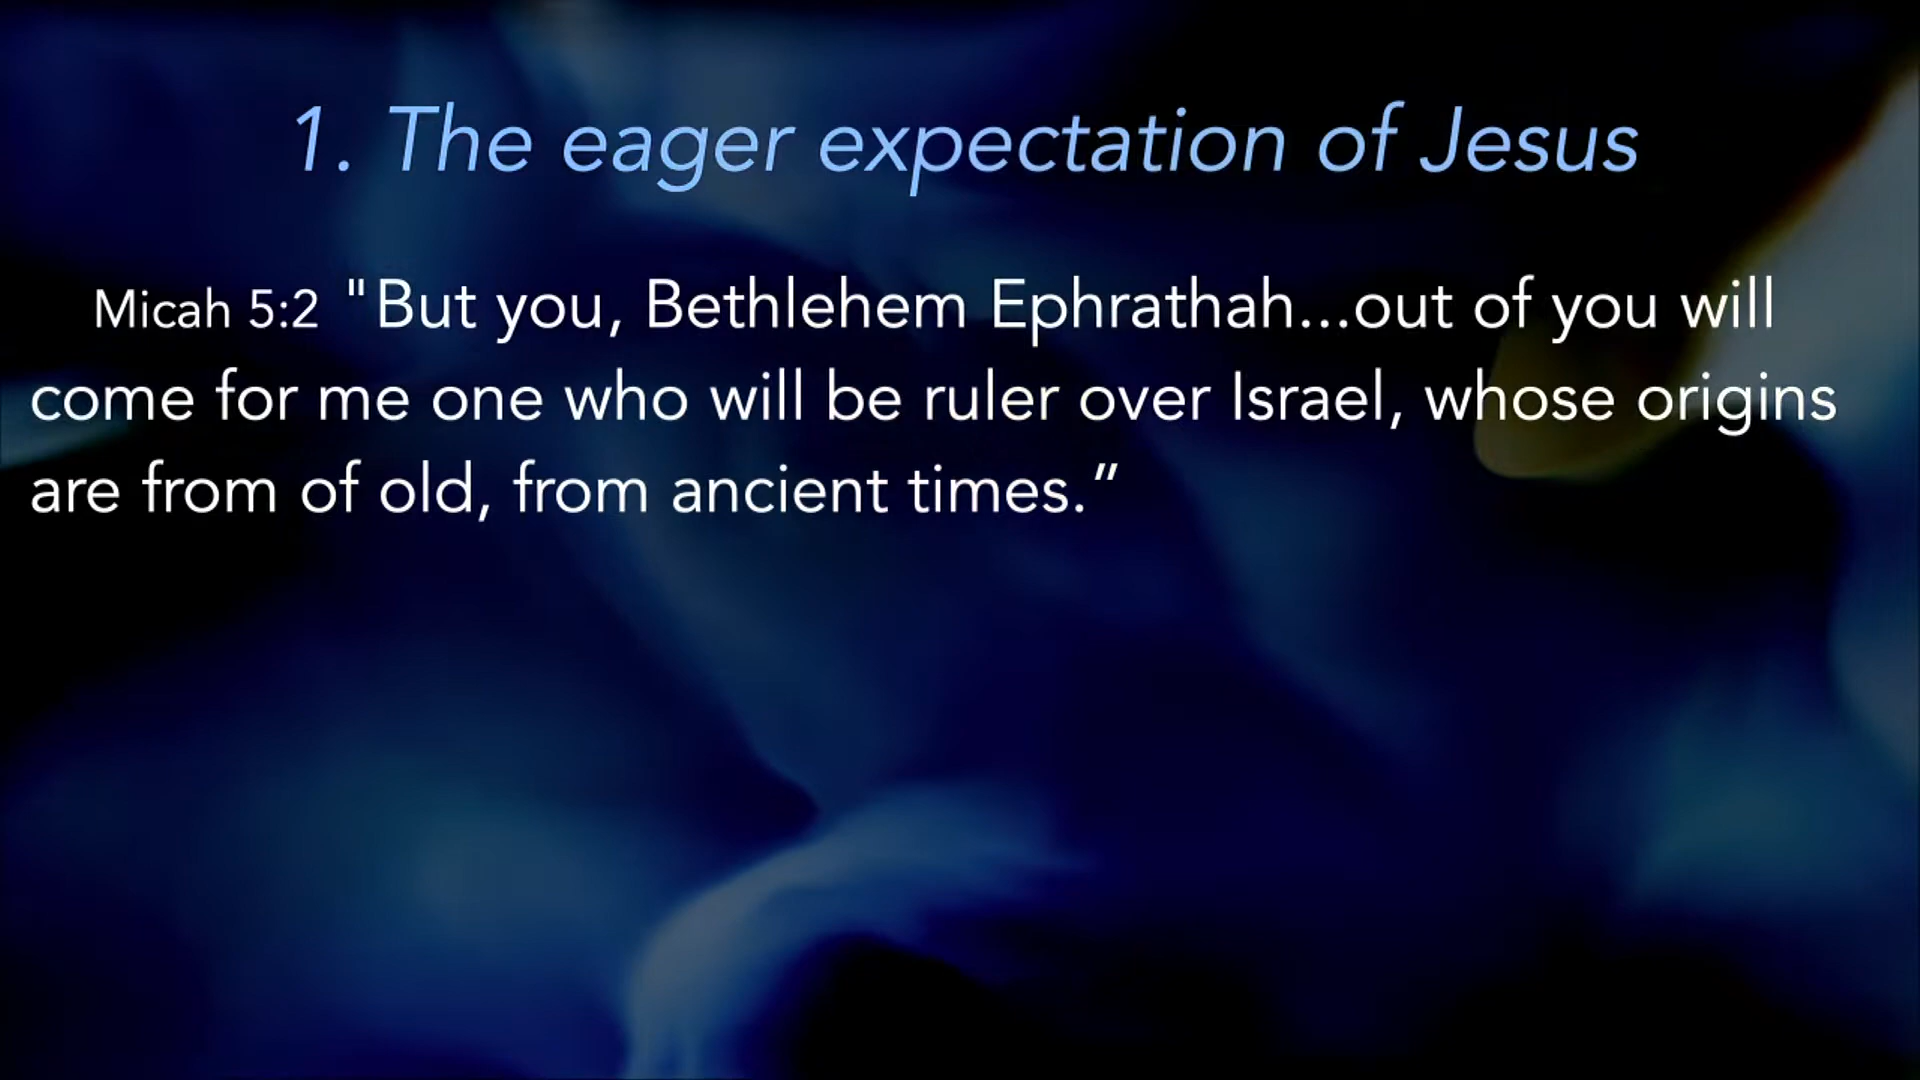 1. The eager expectation of Jesus
Micah 5:2 "But you, Bethlehem Ephrathah...out of you will
come for me one who will be ruler over Israel, whose origins
are from of old, from ancient times.”